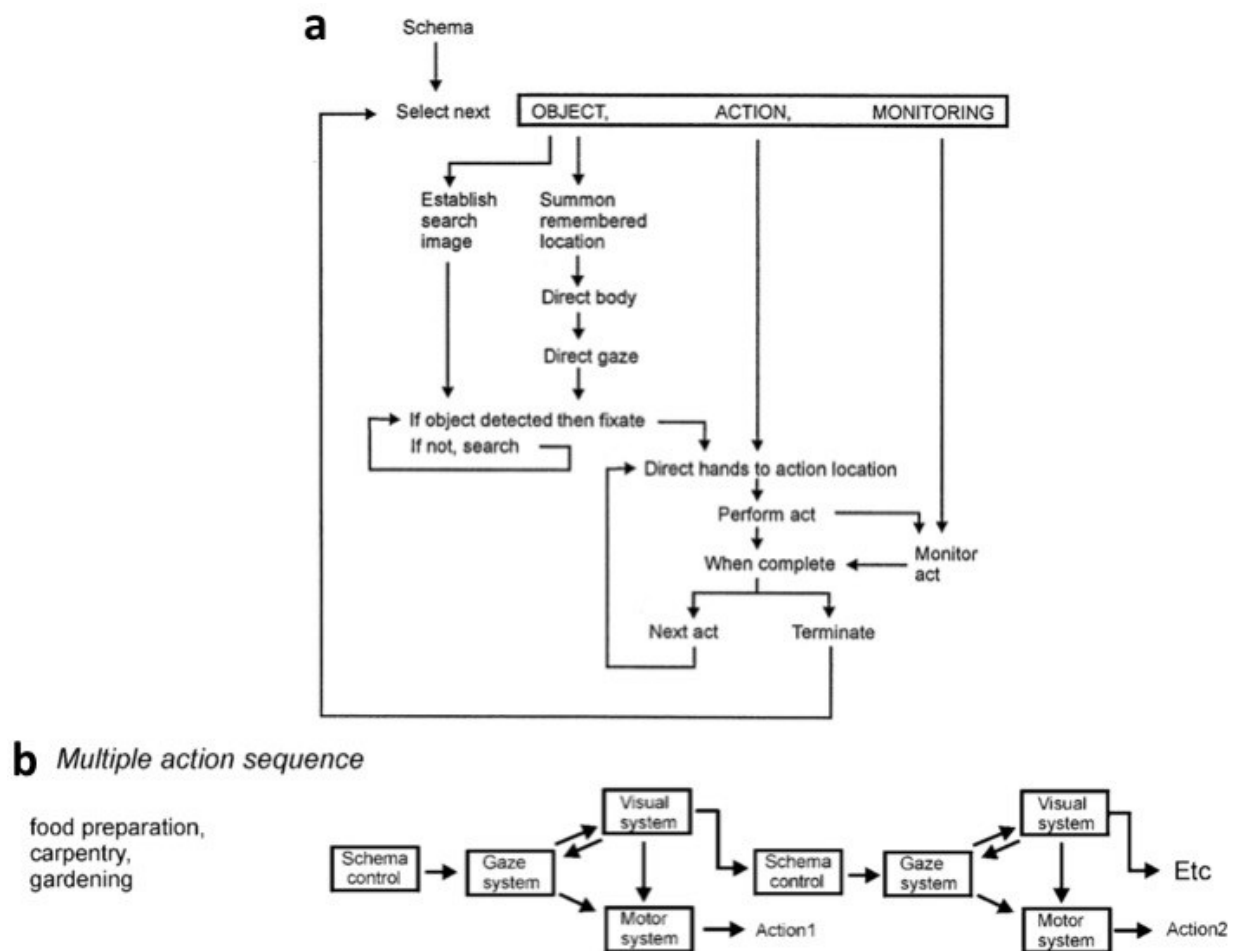 a
Schema
Select next
OBJECT, ACTION, MONITORING
Establish
search
image
Summon
remembered
location
Direct body
Direct gaze
If object detected then fixate
If not, search
Direct hands to action location
Perform act
When complete
Monitor
act
Next act
Terminate
b Multiple action sequence
food preparation,
carpentry,
gardening
Schema
control
Gaze
system
Visual
system
Motor
system
Action1
Schema
control
Gaze
system
Visual
system
Motor
system
Etc
Action2